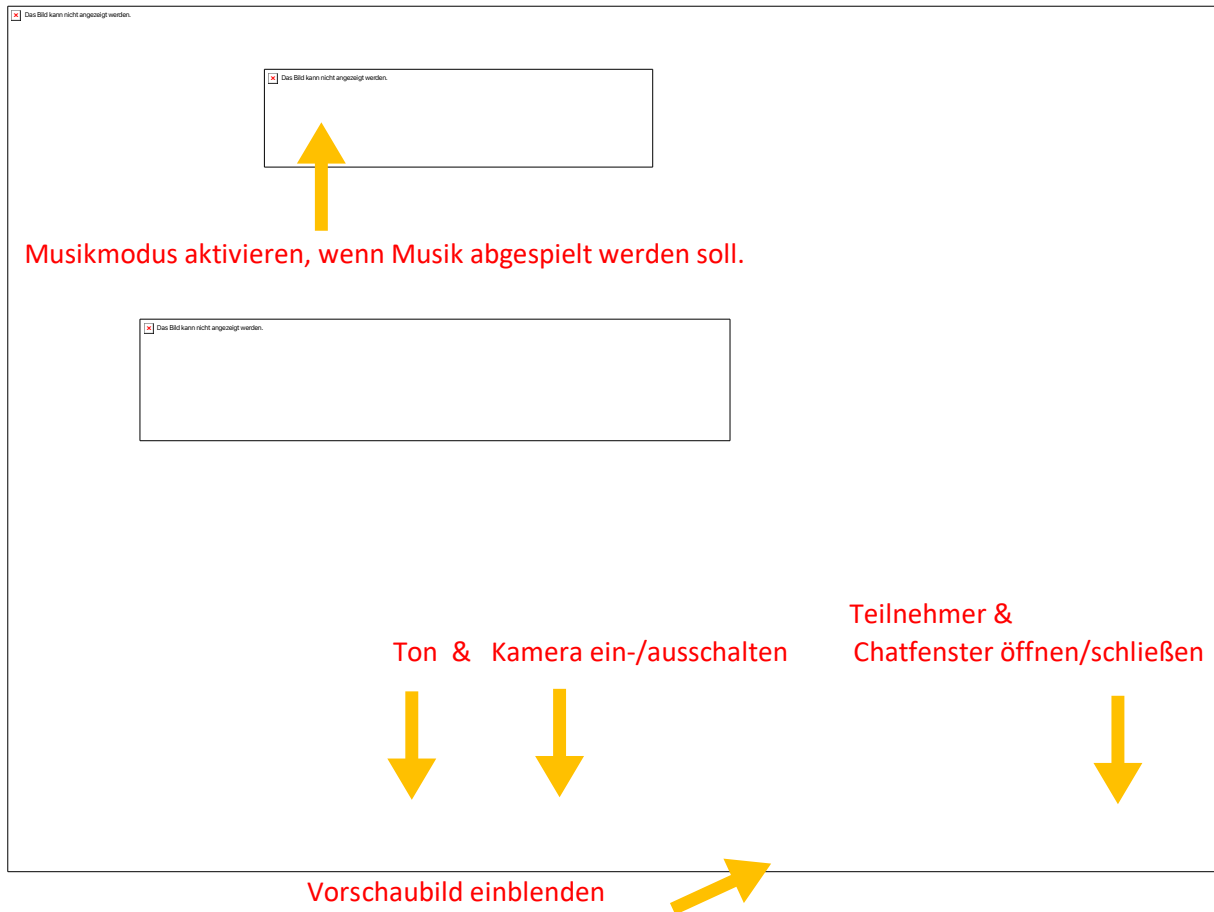 Das Bild kann nicht angezeigt werden.
Das Bild kann nicht angezeigt werden.
Musikmodus aktivieren, wenn Musik abgespielt werden soll.
Das Bild kann nicht angezeigt werden.
Teilnehmer &
Ton & Kamera ein-/ausschalten Chatfenster öffnen/schließen
Vorschaubild einblenden